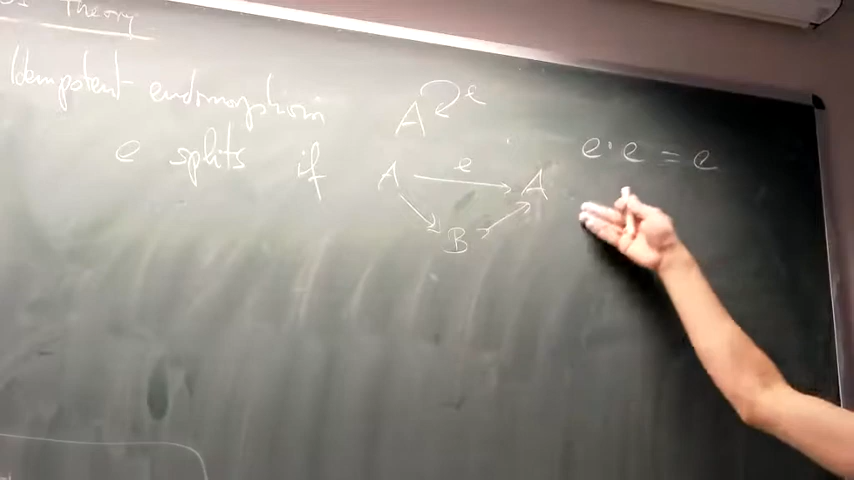 Theory
Idempotent endomorphism A e
e · e = e
e splits if A e A
B